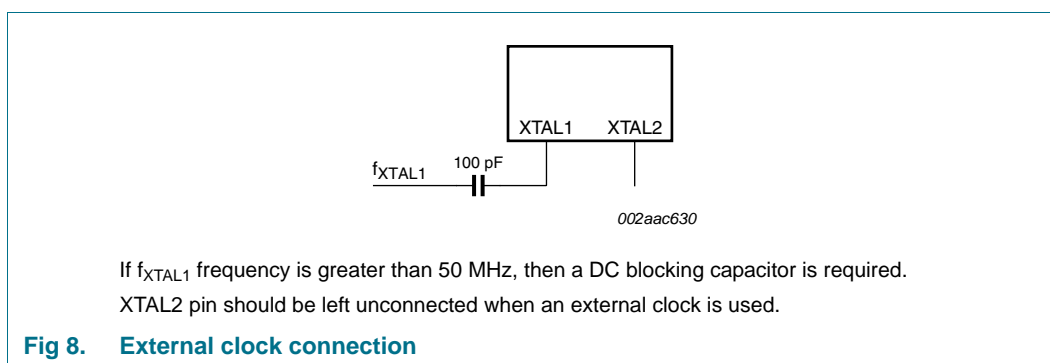 XTAL1 XTAL2
fXTAL1 100 pF
002aac630
If fXTAL1 frequency is greater than 50 MHz, then a DC blocking capacitor is required.
XTAL2 pin should be left unconnected when an external clock is used.
Fig 8. External clock connection